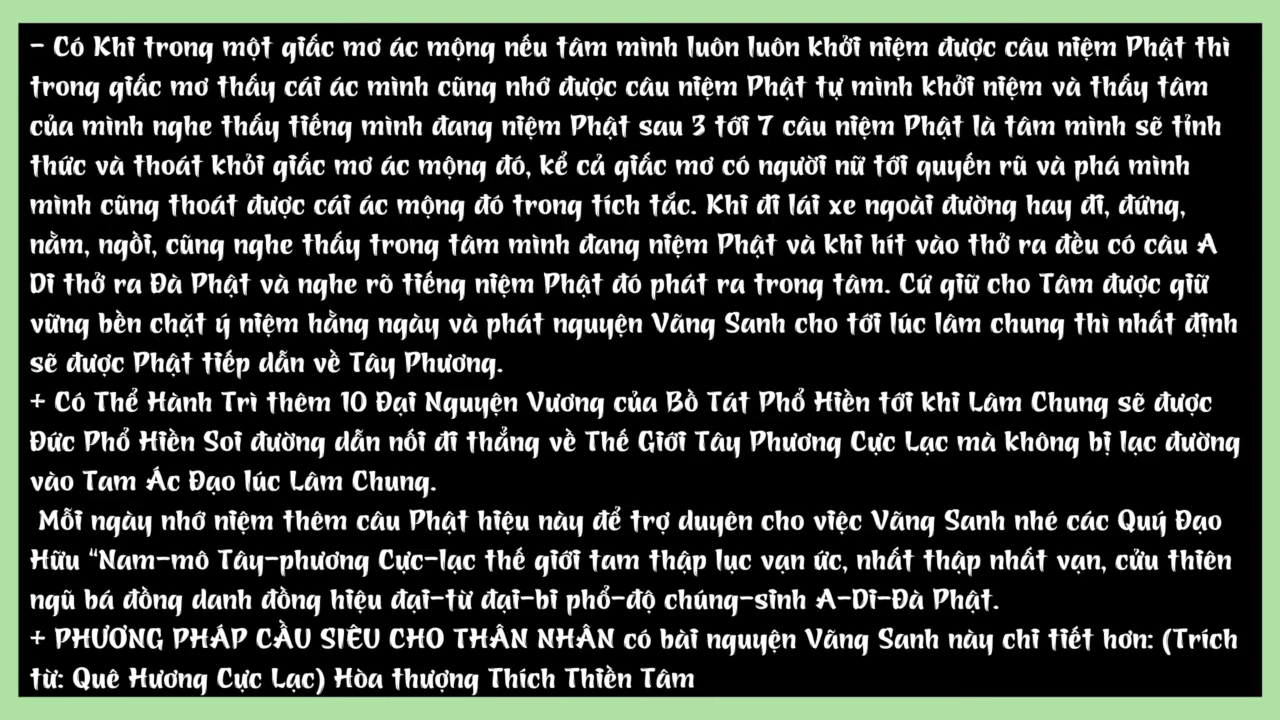 - Có Khi trong một giấc mơ ác mộng nếu tâm mình luôn luôn khởi niệm được câu niệm Phật thì
trong giấc mơ thấy cái ác mình cũng nhớ được câu niệm Phật tự mình khởi niệm và thấy tâm
của mình nghe thấy tiếng mình đang niệm Phật sau 3 tới 7 câu niệm Phật là tâm mình sẽ tỉnh
thức và thoát khỏi giấc mơ ác mộng đó, kể cả giấc mơ có người nữ tới quyến rũ và phá mình
mình cũng thoát được cái ác mộng đó trong tích tắc. Khi đi lái xe ngoài đường hay đi, đứng,
nằm, ngồi, cũng nghe thấy trong tâm mình đang niệm Phật và khi hít vào thở ra đều có câu A
Di thở ra Đà Phật và nghe rõ tiếng niệm Phật đó phát ra trong tâm. Cứ giữ cho Tâm được giữ
vững bền chặt ý niệm hằng ngày và phát nguyện Vãng Sanh cho tới lúc lâm chung thì nhất định
sẽ được Phật tiếp dẫn về Tây Phương.
+ Có Thể Hành Trì thêm 10 Đại Nguyện Vương của Bồ Tát Phổ Hiền tới khi Lâm Chung sẽ được
Đức Phổ Hiền Soi đường dẫn nối đi thẳng về Thế Giới Tây Phương Cực Lạc mà không bị lạc đường
vào Tam Ác Đạo lúc Lâm Chung.
Mỗi ngày nhớ niệm thêm câu Phật hiệu này để trợ duyên cho việc Vãng Sanh nhé các Quý Đạo
Hữu "Nam-mô Tây-phương Cực-lạc thế giới tam thập lục vạn ức, nhất thập nhất vạn, cửu thiên
ngũ bá đồng danh đồng hiệu đại-từ đại-bi phổ-độ chúng-sinh A-Di-Đà Phật.
+ PHƯƠNG PHÁP CẦU SIÊU CHO THÂN NHÂN có bài nguyện Vãng Sanh này chi tiết hơn: (Trích
từ: Quê Hương Cực Lạc) Hòa thượng Thích Thiền Tâm